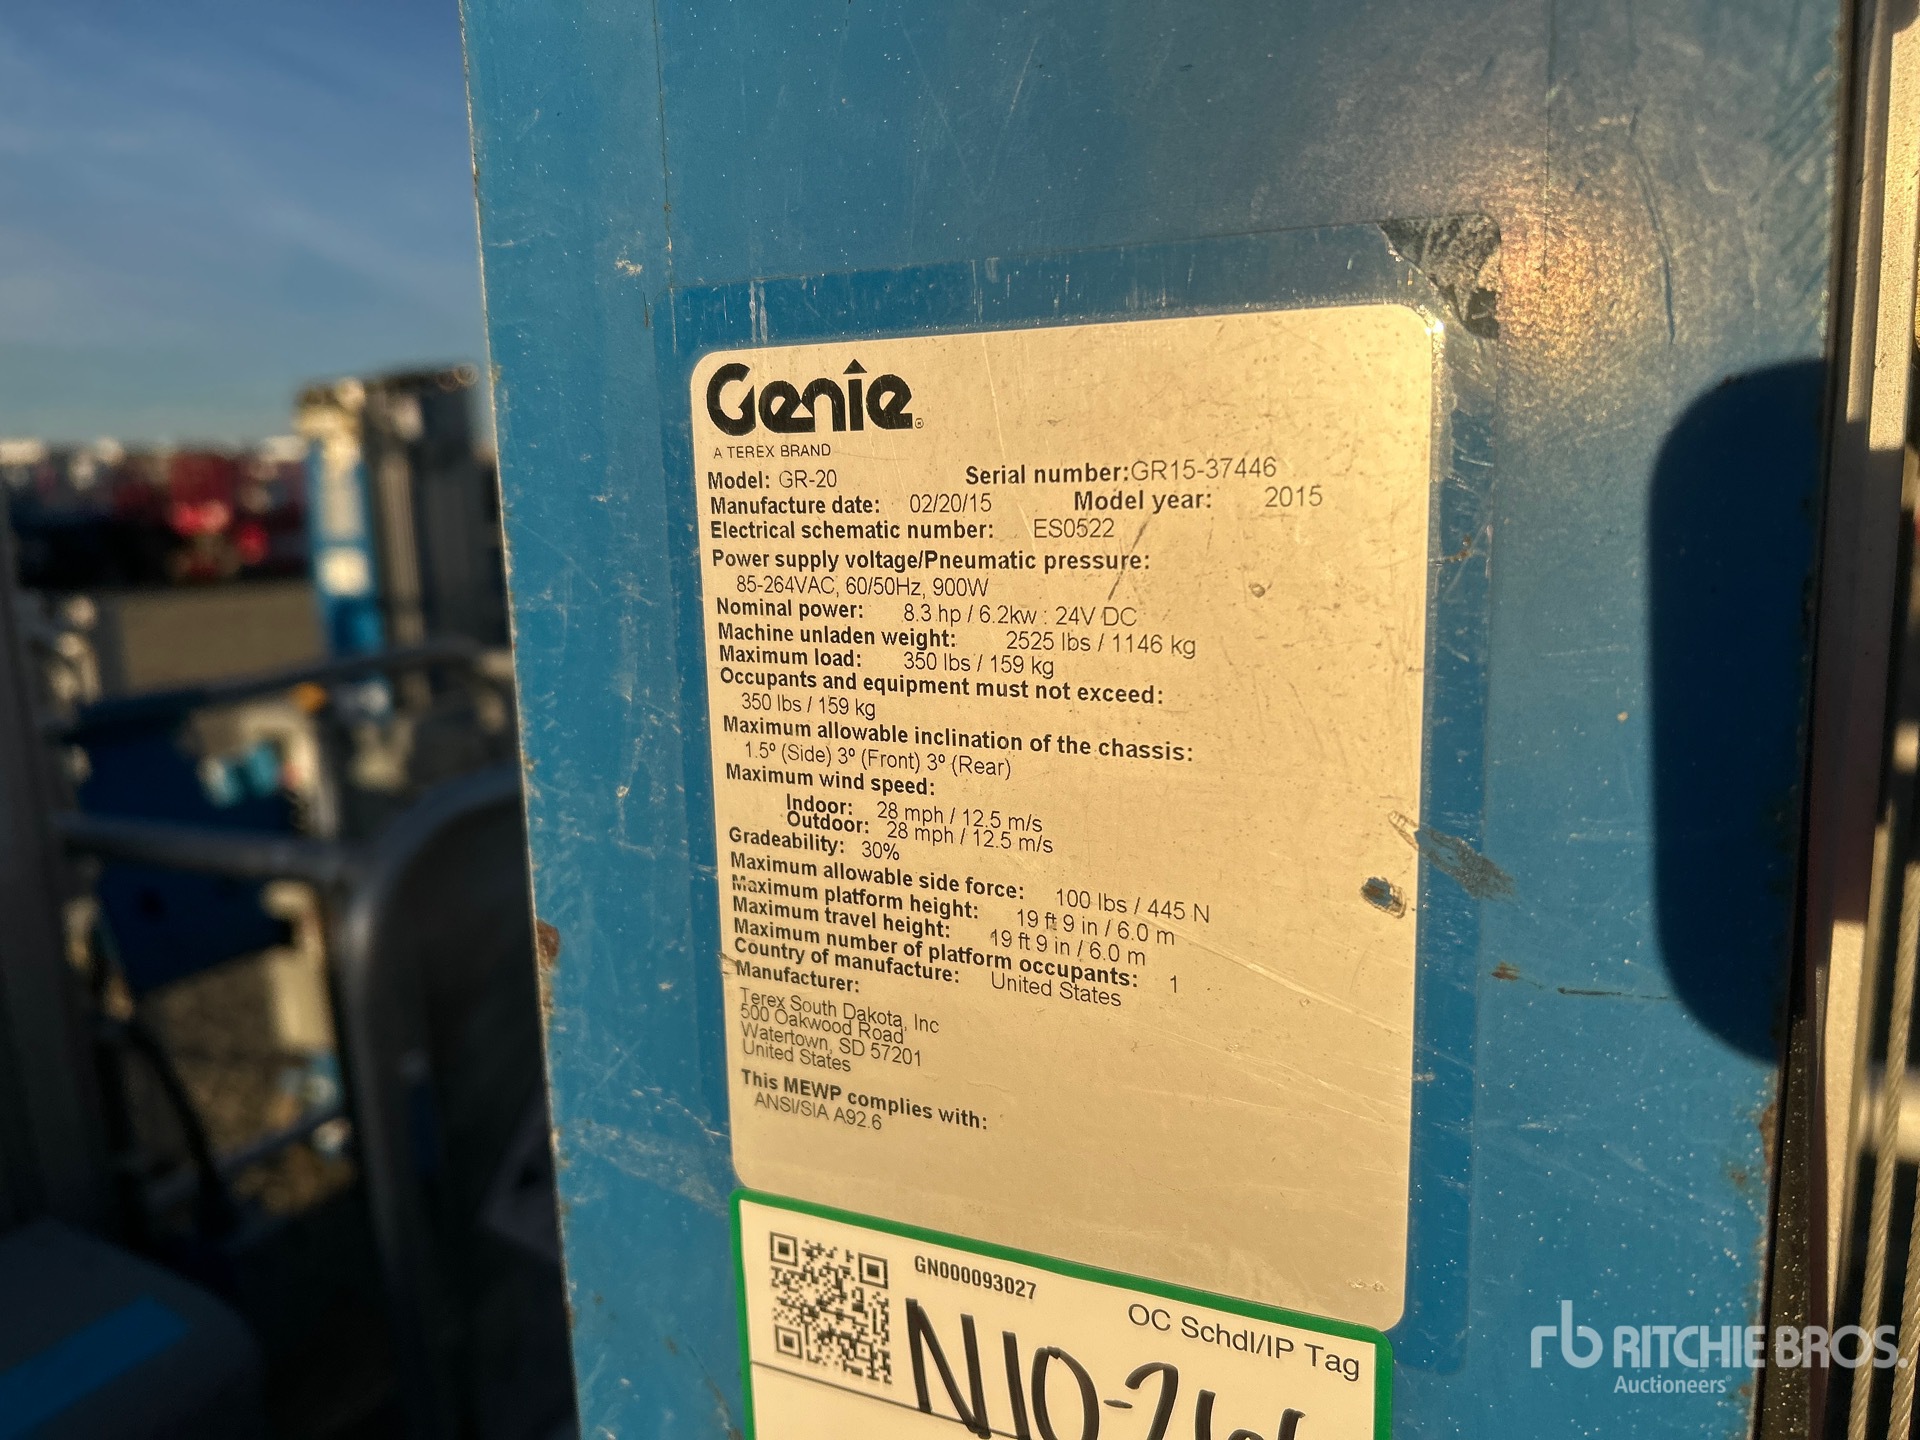 Genie®
A TEREX BRAND
Model: GR-20 Serial number:GR15-37446
Manufacture date: 02/20/15 Model year: 2015
Electrical schematic number: ES0522
Power supply voltage/Pneumatic pressure:
85-264VAC, 60/50Hz, 900W
Nominal power: 8.3 hp / 6.2kw : 24V DC
Machine unladen weight: 2525 lbs / 1146 kg
Maximum load: 350 lbs / 159 kg
Occupants and equipment must not exceed:
350 lbs / 159 kg
Maximum allowable inclination of the chassis:
1.5º (Side) 3º (Front) 3º (Rear)
Maximum wind speed:
Indoor: 28 mph / 12.5 m/s
Outdoor: 28 mph / 12.5 m/s
Gradeability: 30%
Maximum allowable side force: 100 lbs / 445 N
Maximum platform height: 19 ft 9 in / 6.0 m
Maximum travel height: 19 ft 9 in / 6.0 m
Maximum number of platform occupants: 1
Country of manufacture: United States
Manufacturer:
Terex South Dakota, Inc
500 Oakwood Road
Watertown, SD 57201
United States
This MEWP complies with:
ANSI/SIA A92.6
GN000093027
OC Schdl/IP Tag
rb RITCHIE BROS.
Auctioneers